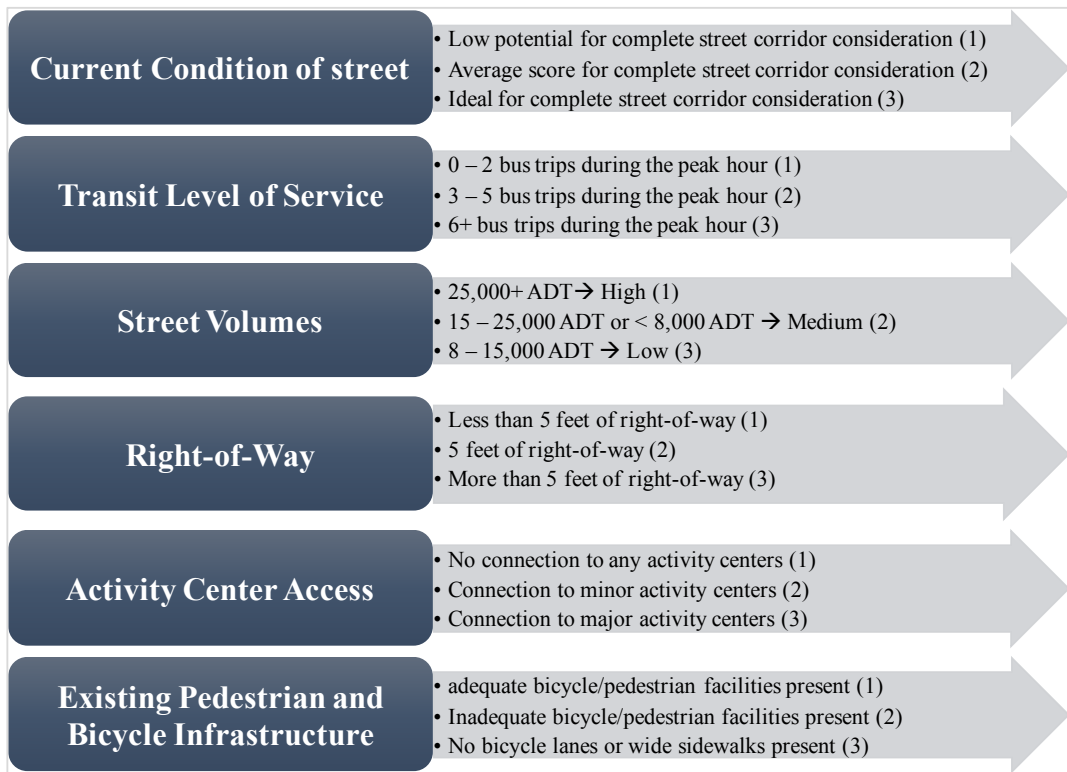 Current Condition of street
• Low potential for complete street corridor consideration (1)
• Average score for complete street corridor consideration (2)
• Ideal for complete street corridor consideration (3)
Transit Level of Service
• 0 – 2 bus trips during the peak hour (1)
• 3 – 5 bus trips during the peak hour (2)
• 6+ bus trips during the peak hour (3)
Street Volumes
• 25,000+ ADT→ High (1)
• 15 – 25,000 ADT or < 8,000 ADT → Medium (2)
• 8 – 15,000 ADT → Low (3)
Right-of-Way
• Less than 5 feet of right-of-way (1)
• 5 feet of right-of-way (2)
• More than 5 feet of right-of-way (3)
Activity Center Access
• No connection to any activity centers (1)
• Connection to minor activity centers (2)
• Connection to major activity centers (3)
Existing Pedestrian and
Bicycle Infrastructure
• adequate bicycle/pedestrian facilities present (1)
• Inadequate bicycle/pedestrian facilities present (2)
• No bicycle lanes or wide sidewalks present (3)